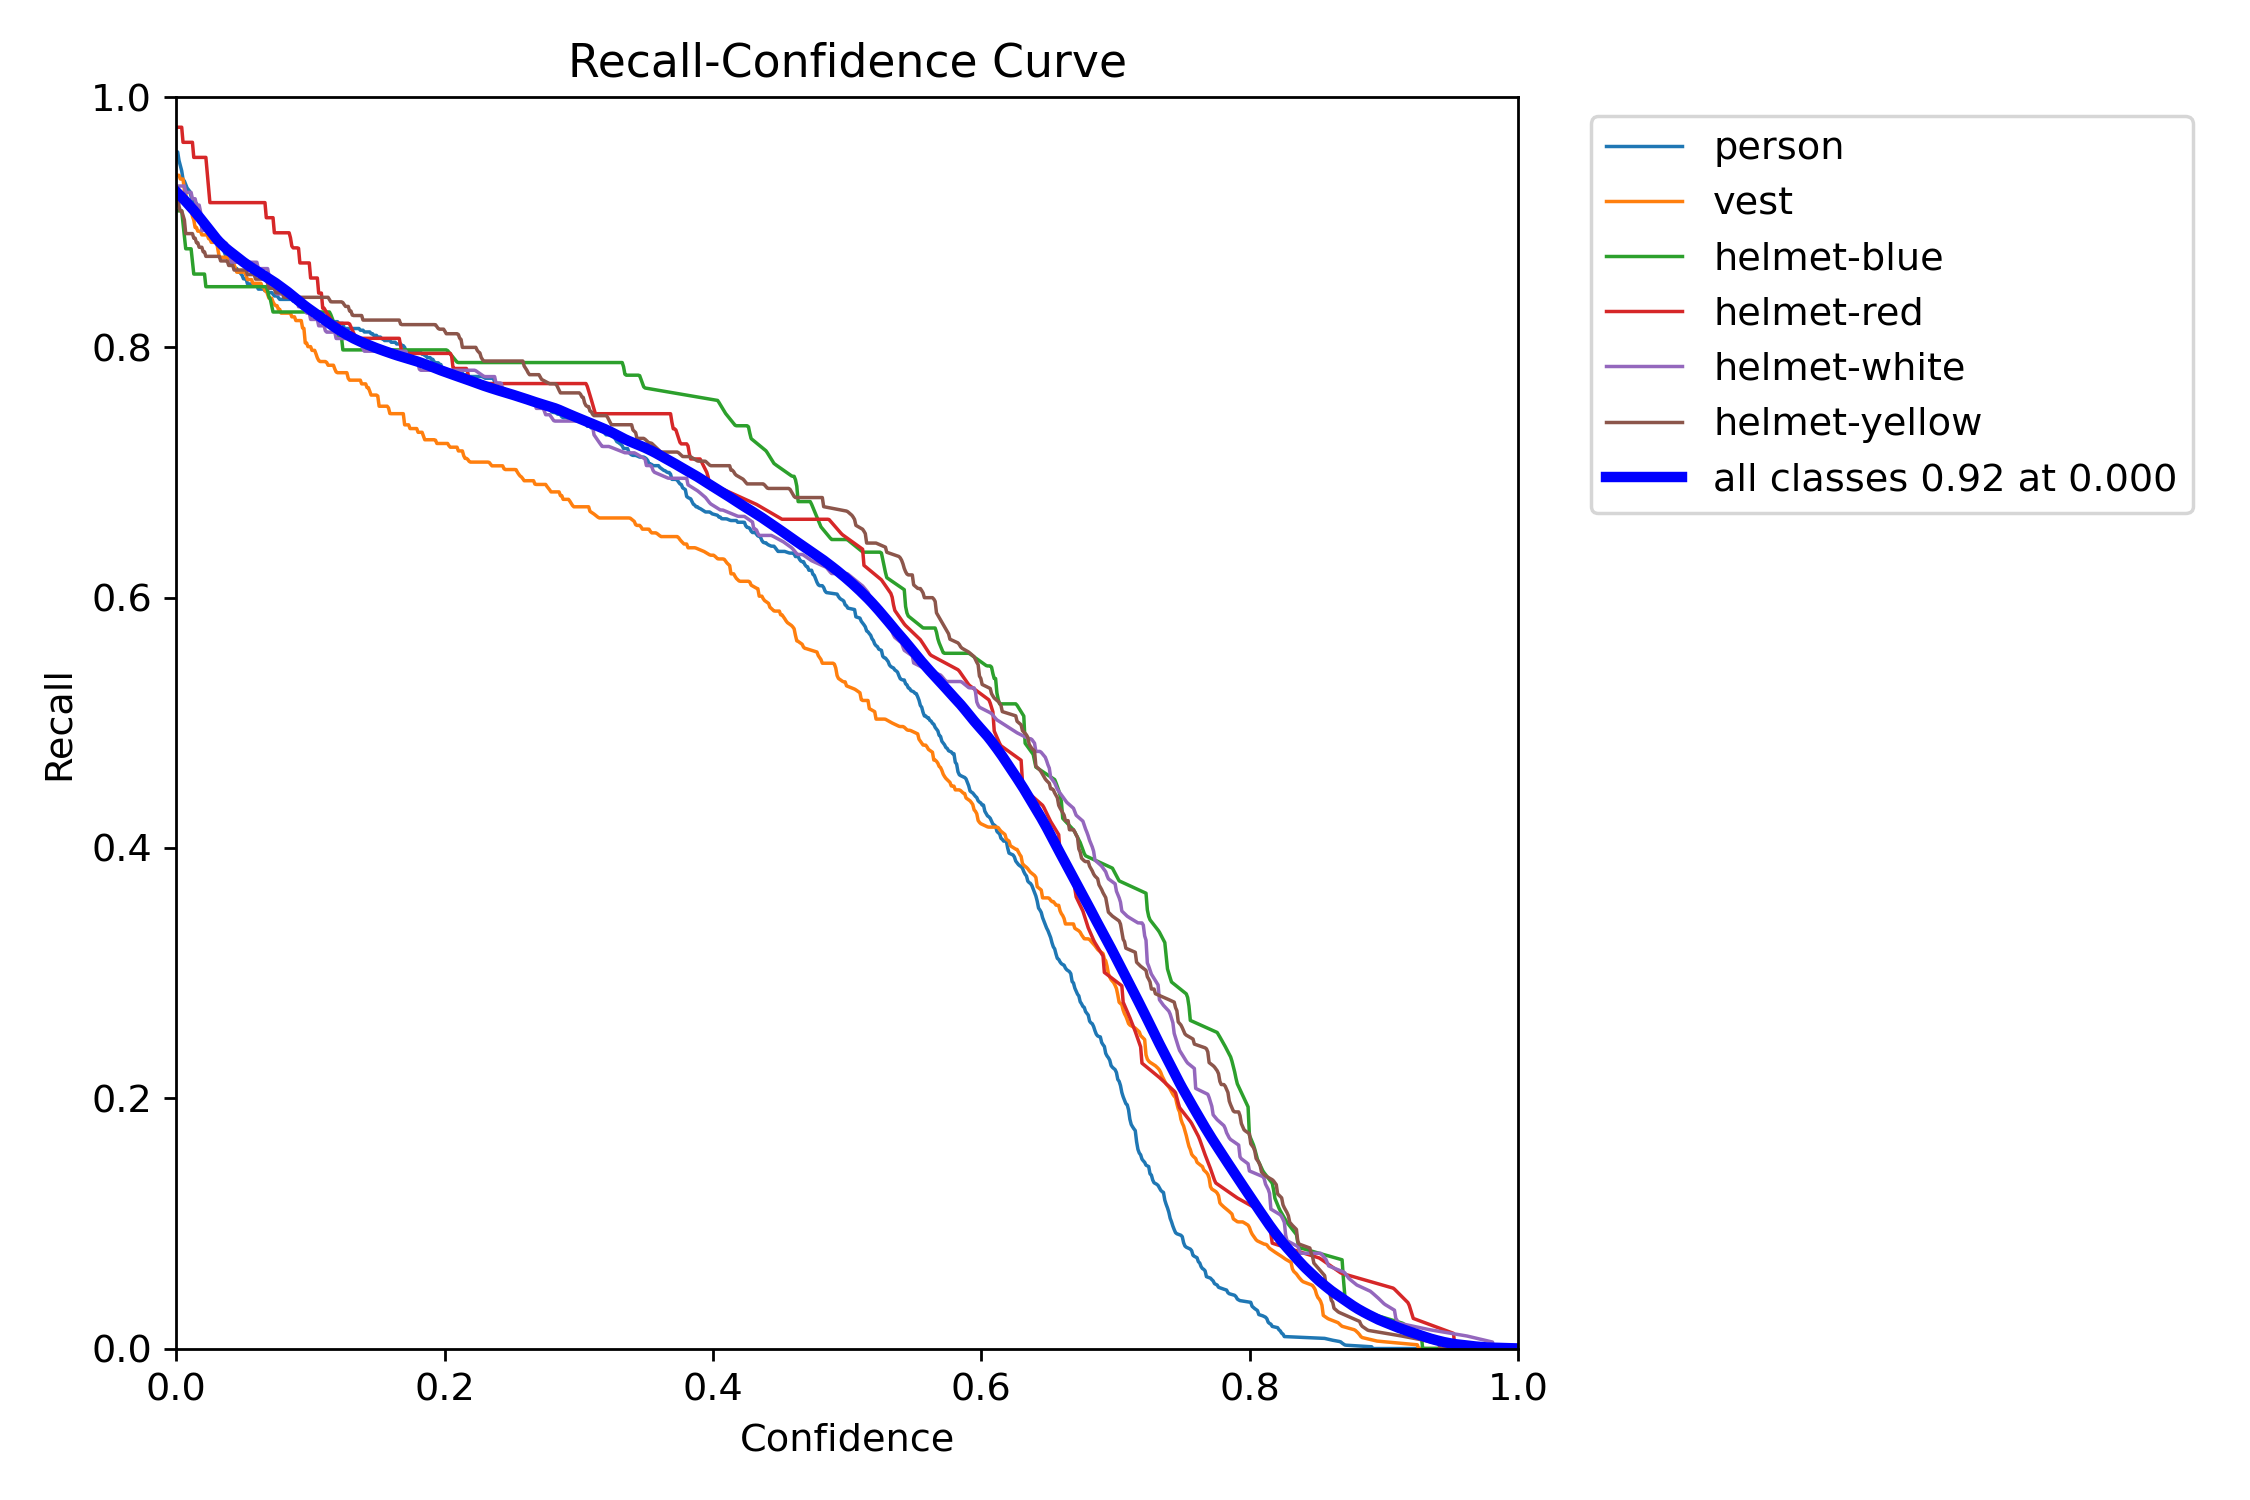 Recall-Confidence Curve
1.0
0.8
0.6
0.4
0.2
0.0
Recall
0.0 0.2 0.4 0.6 0.8 1.0
Confidence
person
vest
helmet-blue
helmet-red
helmet-white
helmet-yellow
all classes 0.92 at 0.000